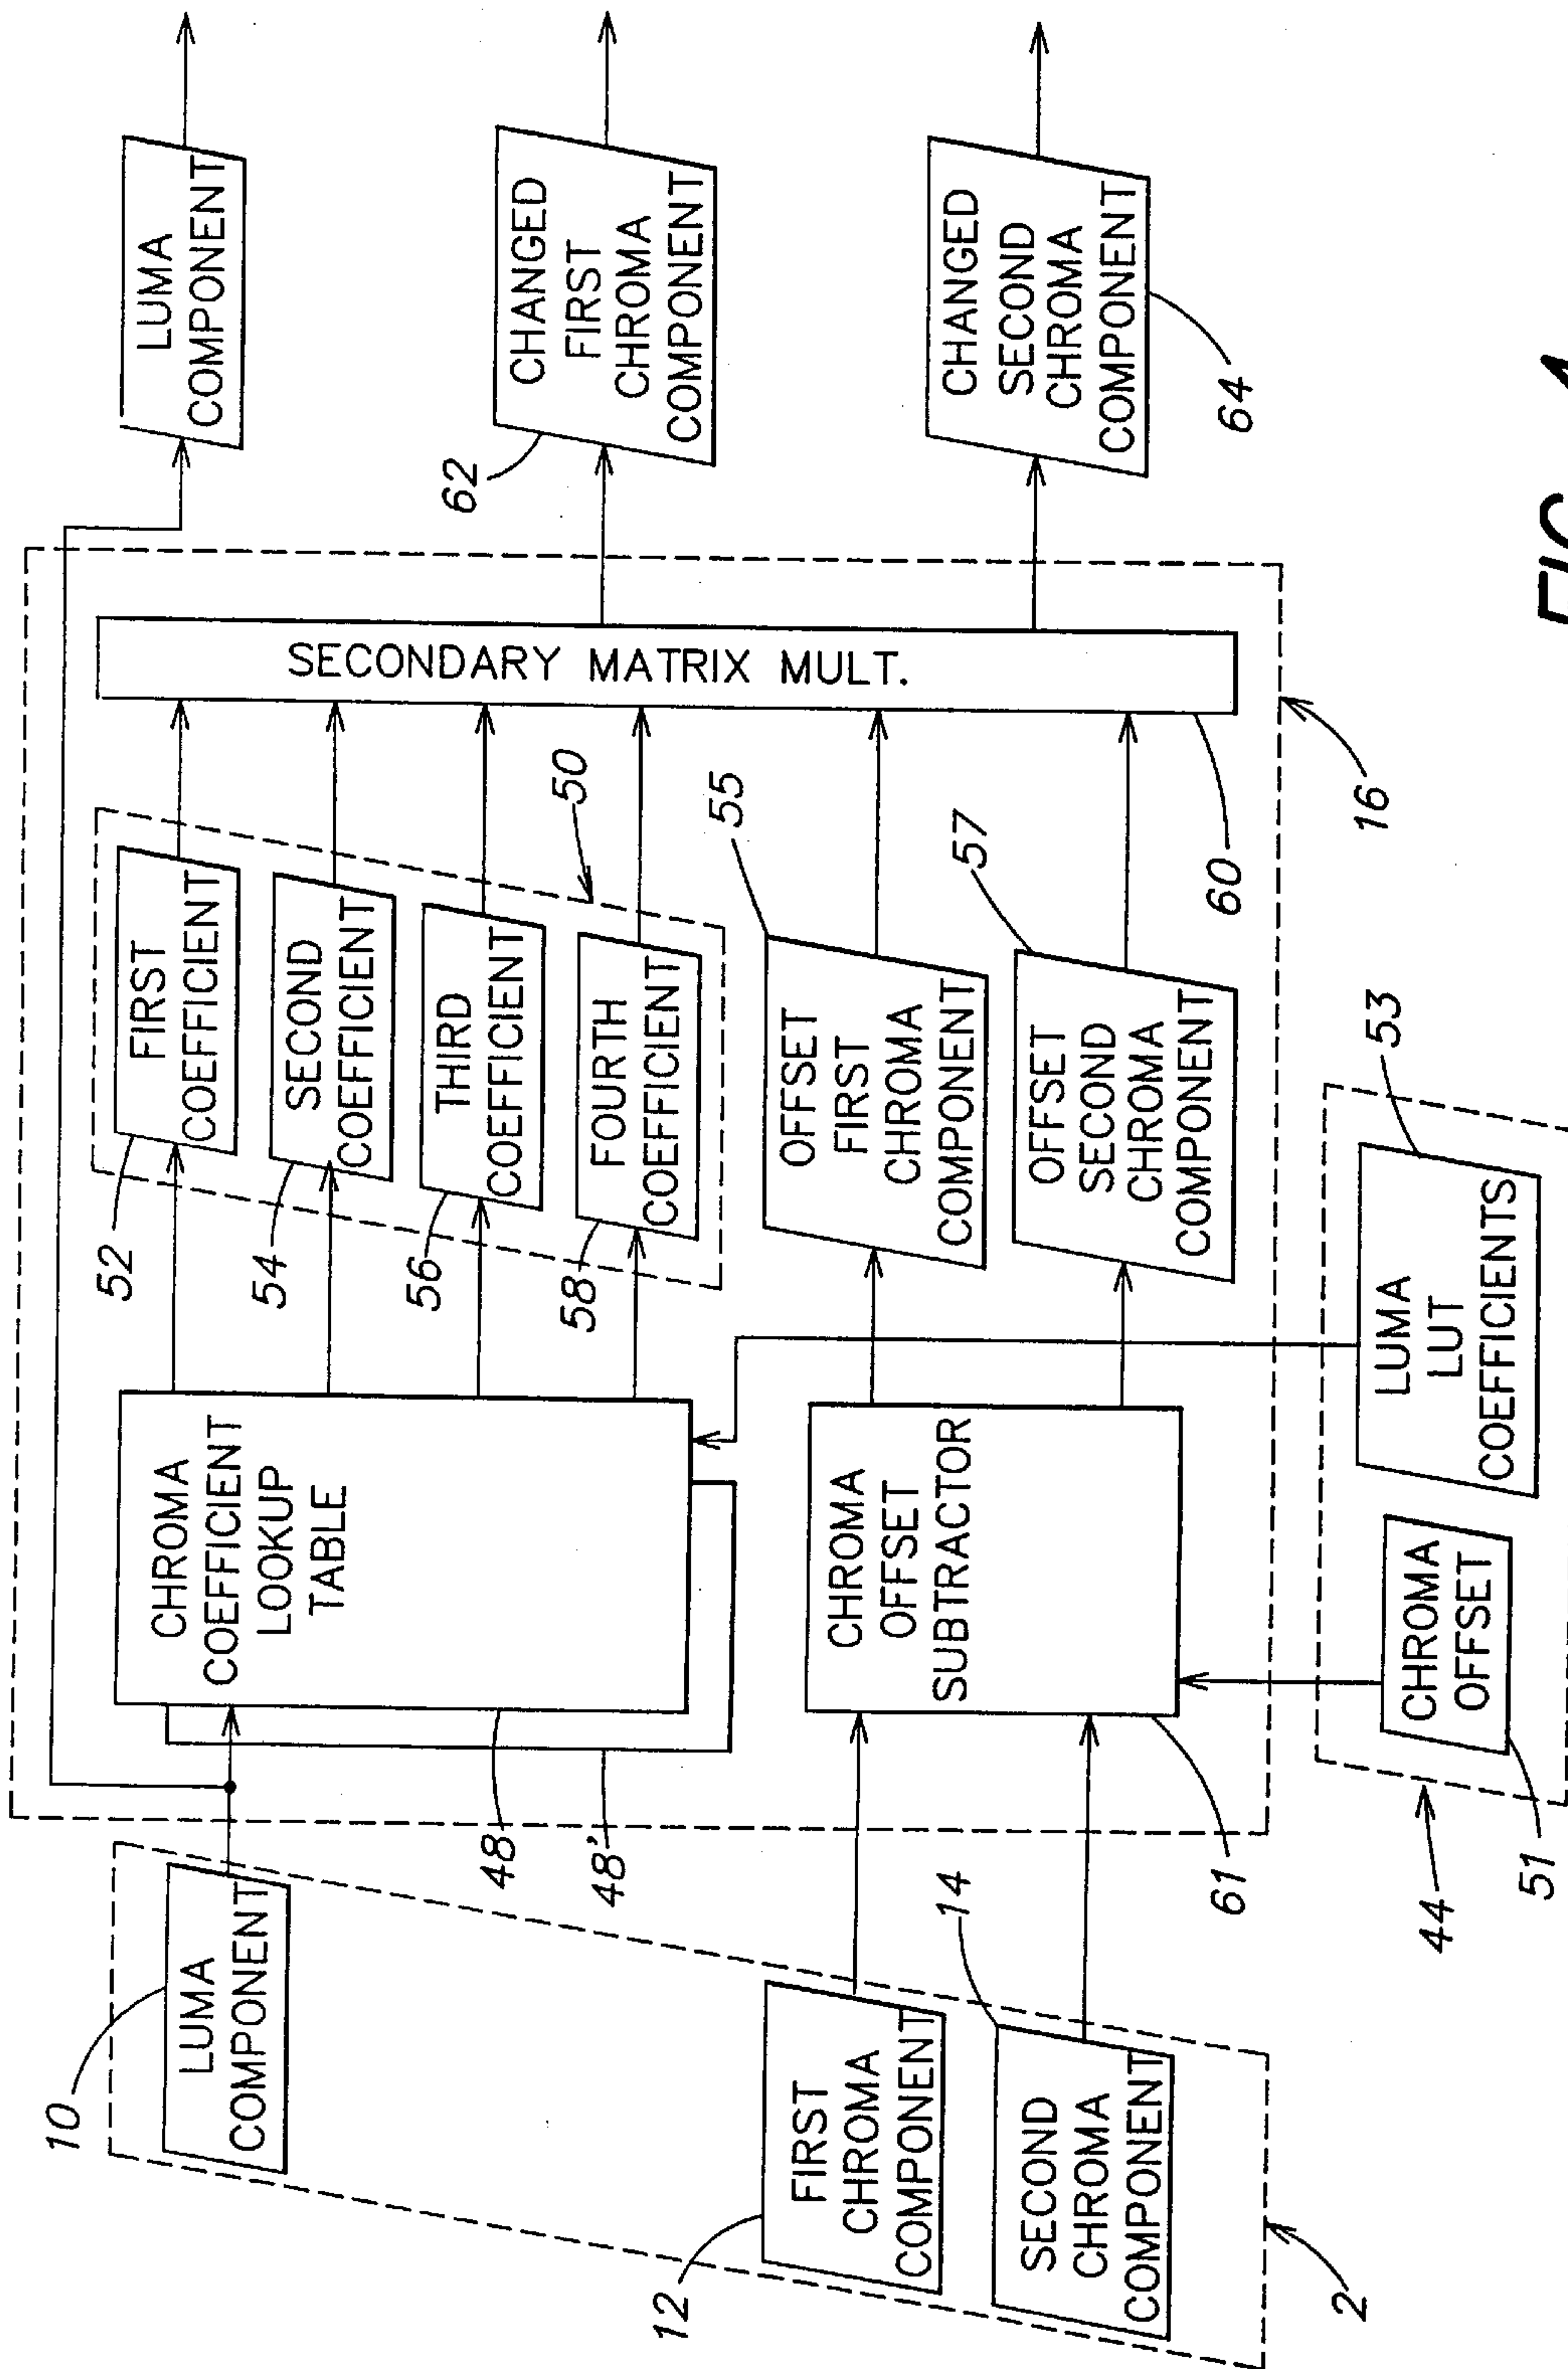 10
LUMA
COMPONENT
12
FIRST
CHROMA
COMPONENT
14
SECOND
CHROMA
COMPONENT
2
CHROMA
COEFFICIENT
LOOKUP
TABLE
48
48'
CHROMA
OFFSET
SUBTRACTOR
61
44
CHROMA
OFFSET
51
LUMA
LUT
COEFFICIENTS
53
52
FIRST
COEFFICIENT
54
SECOND
COEFFICIENT
56
THIRD
COEFFICIENT
58
FOURTH
COEFFICIENT
50
OFFSET
FIRST
CHROMA
COMPONENT
55
OFFSET
SECOND
CHROMA
COMPONENT
57
SECONDARY MATRIX MULT.
60
16
LUMA
COMPONENT
62
CHANGED
FIRST
CHROMA
COMPONENT
CHANGED
SECOND
CHROMA
COMPONENT
64